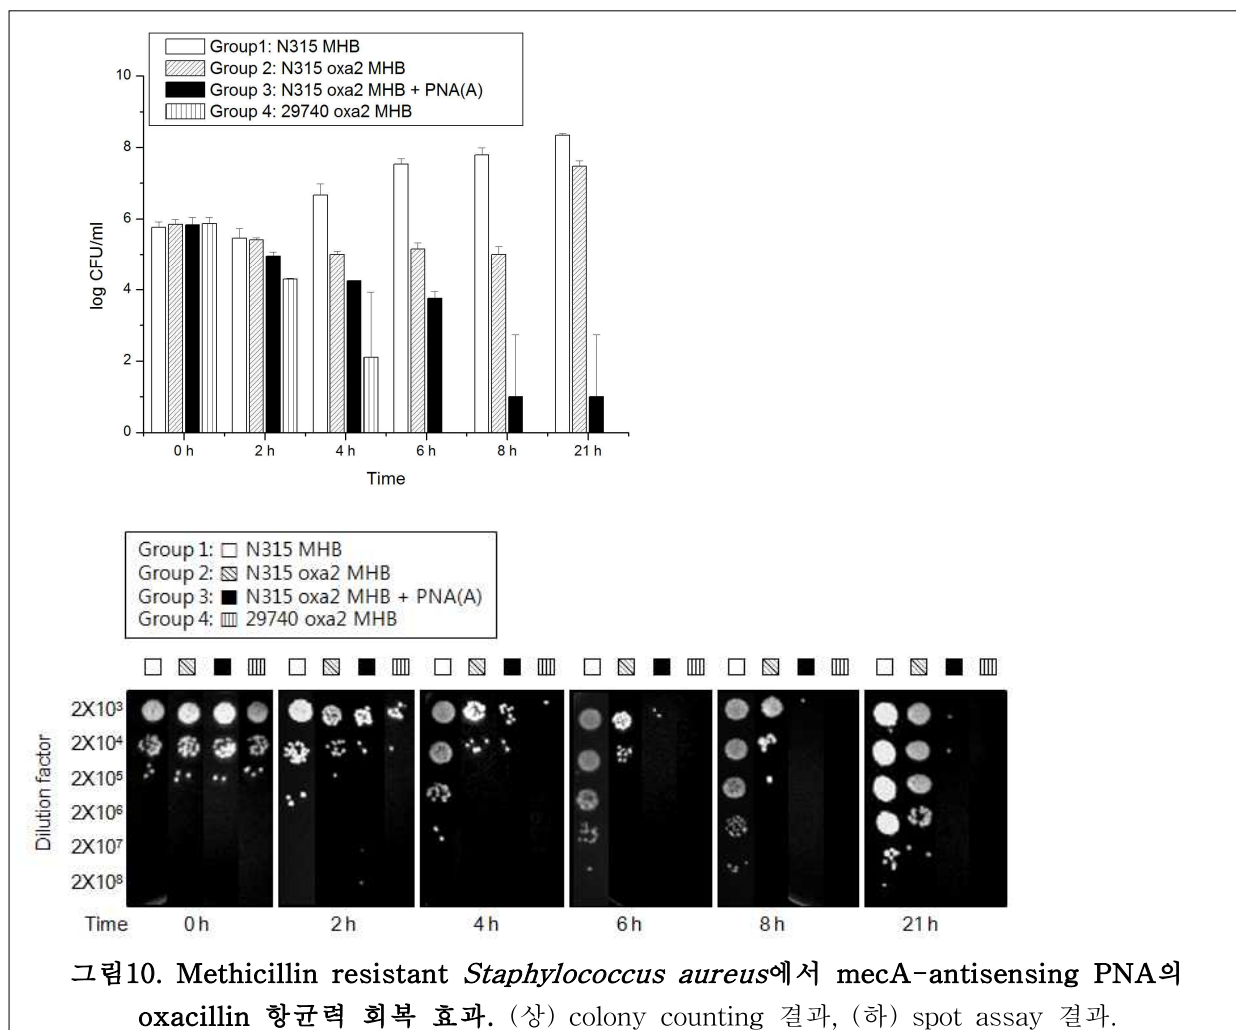 Group1: N315 MHB
Group 2: N315 oxa2 MHB
Group 3: N315 oxa2 MHB + PNA(A)
Group 4: 29740 oxa2 MHB
10
8
6
4
2
0
log CFU/ml
0 h 2 h 4 h 6 h 8 h 21 h
Time
Group 1: N315 MHB
Group 2: N315 oxa2 MHB
Group 3: N315 oxa2 MHB + PNA(A)
Group 4: 29740 oxa2 MHB
Dilution factor
2X10³
2X10⁴
2X10⁵
2X10⁶
2X10⁷
2X10⁸
Time 0 h 2 h 4 h 6 h 8 h 21 h
그림10. Methicillin resistant Staphylococcus aureus에서 mecA-antisensing PNA의
oxacillin 항균력 회복 효과. (상) colony counting 결과, (하) spot assay 결과.